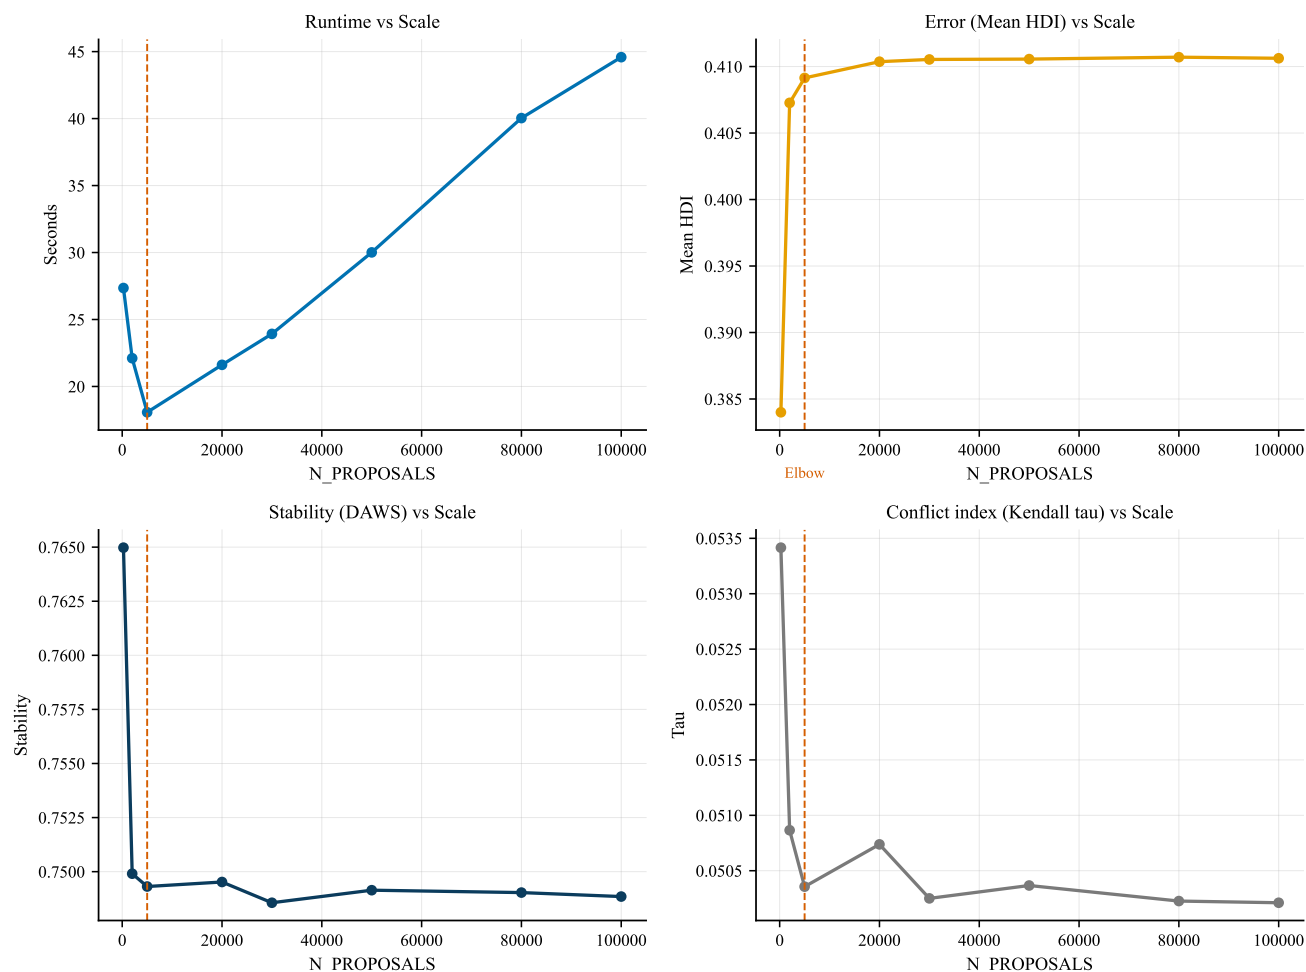 Runtime vs Scale
45
40
35
30
25
20
Seconds
0 20000 40000 60000 80000 100000
N_PROPOSALS
Error (Mean HDI) vs Scale
0.410
0.405
0.400
0.395
0.390
0.385
Mean HDI
0 20000 40000 60000 80000 100000
Elbow
N_PROPOSALS
Stability (DAWS) vs Scale
0.7650
0.7625
0.7600
0.7575
0.7550
0.7525
0.7500
Stability
0 20000 40000 60000 80000 100000
N_PROPOSALS
Conflict index (Kendall tau) vs Scale
0.0535
0.0530
0.0525
0.0520
0.0515
0.0510
0.0505
Tau
0 20000 40000 60000 80000 100000
N_PROPOSALS